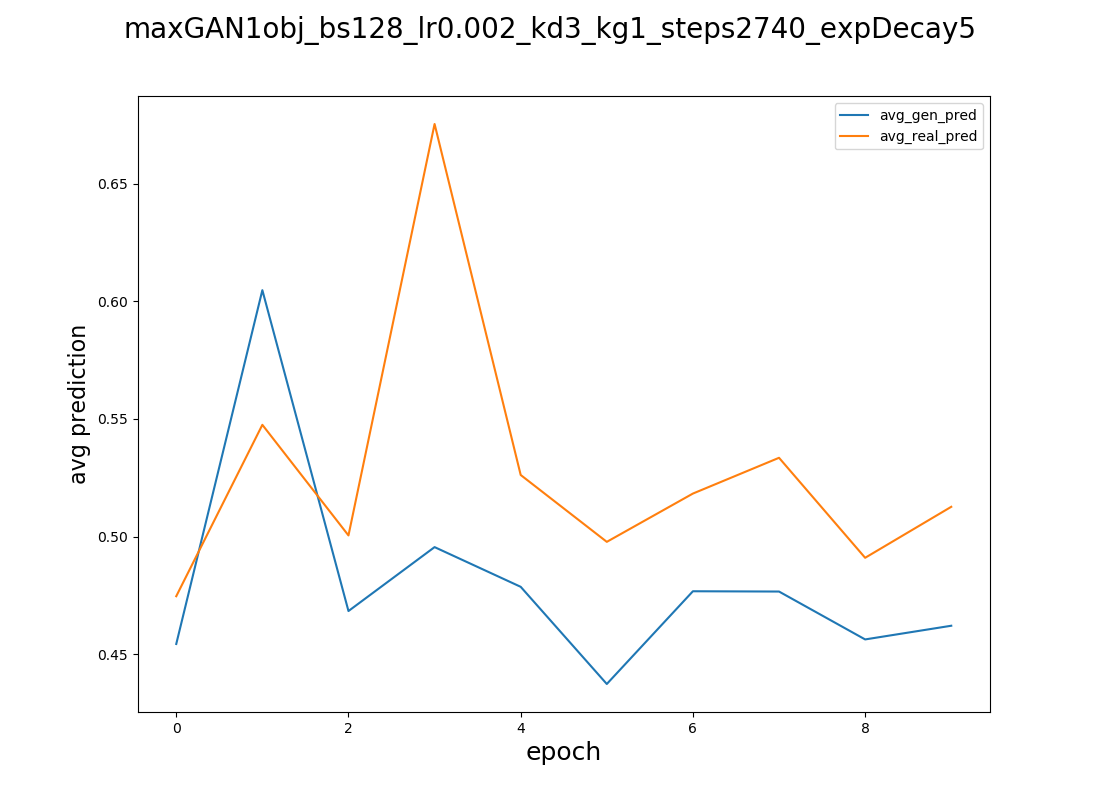 maxGAN1obj_bs128_lr0.002_kd3_kg1_steps2740_expDecay5
avg_gen_pred
avg_real_pred
0.65
0.60
0.55
0.50
0.45
avg prediction
0 2 4 6 8
epoch